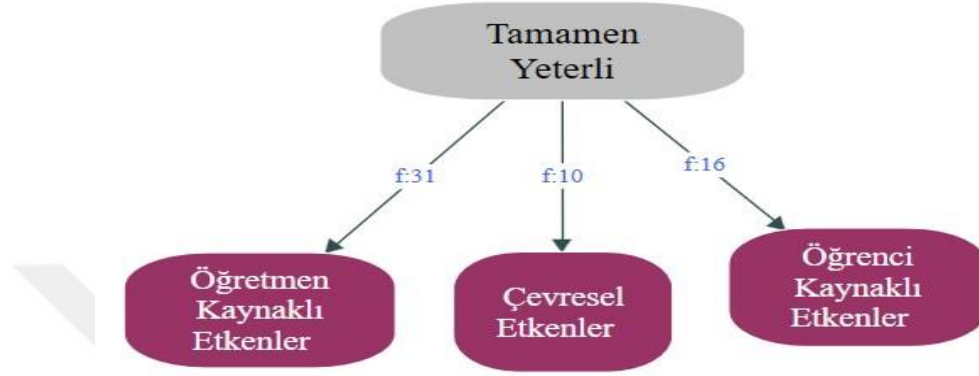 Tamamen
Yeterli
f:31
f:10
f:16
Öğretmen
Kaynaklı
Etkenler
Çevresel
Etkenler
Öğrenci
Kaynaklı
Etkenler